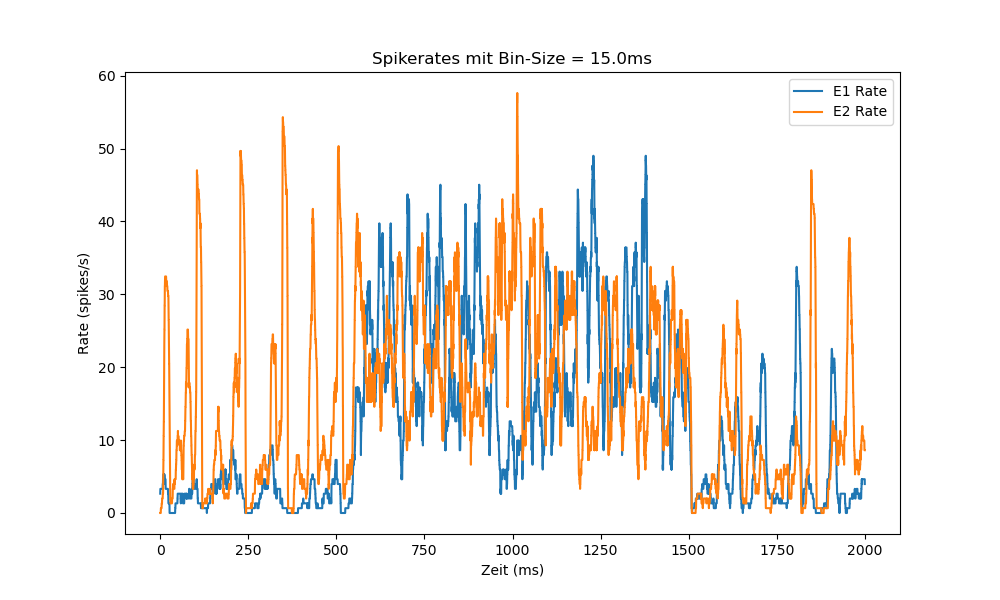 Spikerates mit Bin-Size = 15.0ms
E1 Rate
E2 Rate
Rate (spikes/s)
60
50
40
30
20
10
0
0 250 500 750 1000 1250 1500 1750 2000
Zeit (ms)